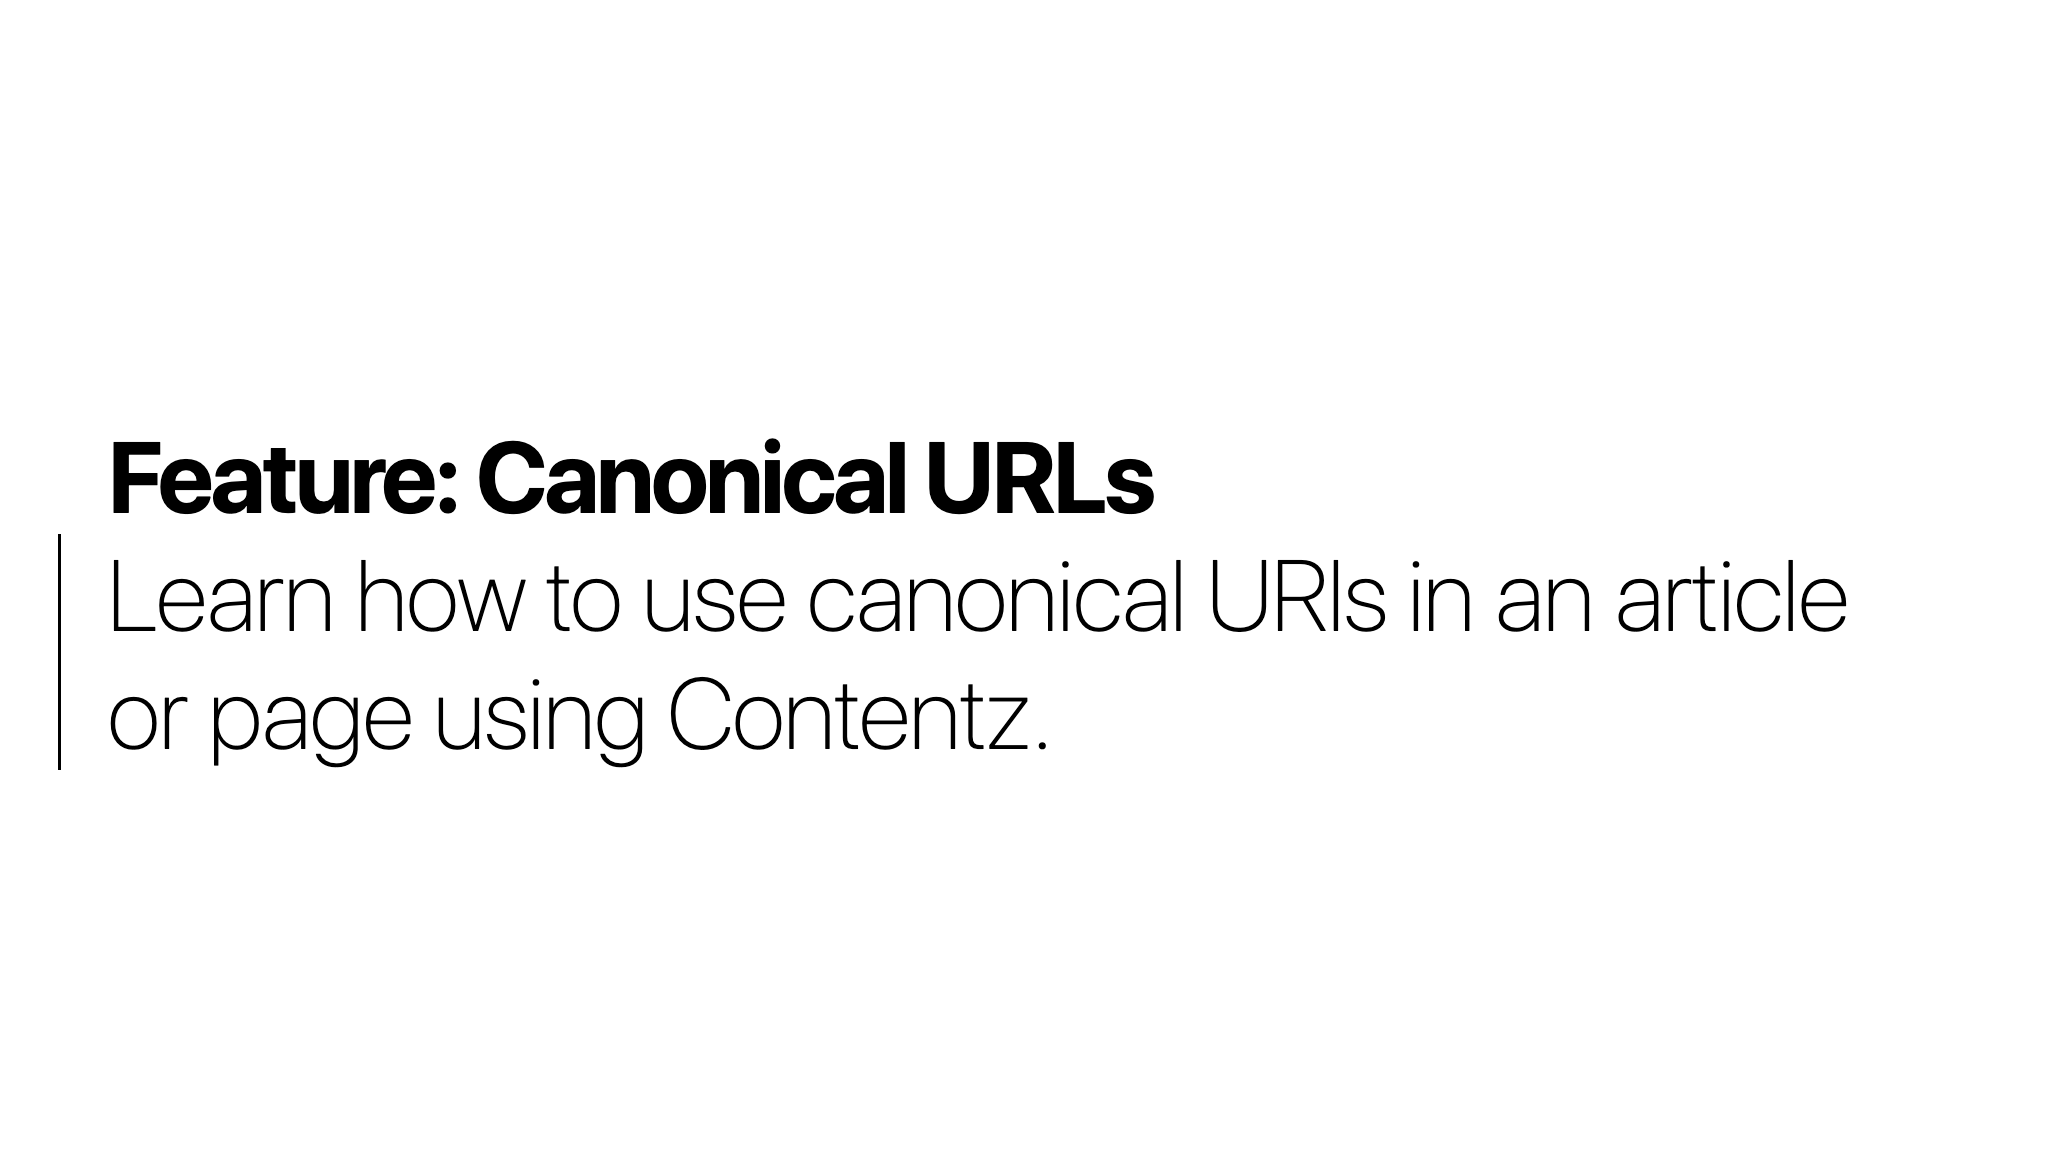 Feature: Canonical URLs
Learn how to use canonical URls in an article
or page using Contentz.